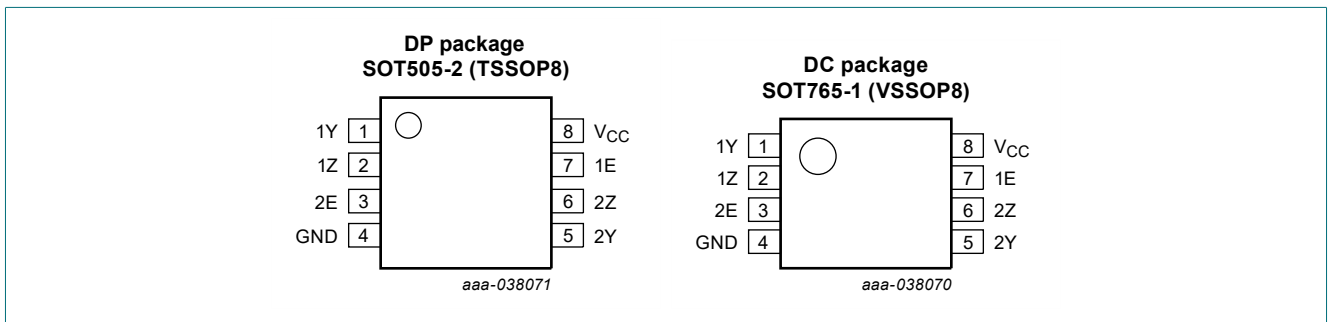 DP package
SOT505-2 (TSSOP8)
1Y 1 8 VCC
1Z 2 7 1E
2E 3 6 2Z
GND 4 5 2Y
aaa-038071
DC package
SOT765-1 (VSSOP8)
1Y 1 8 VCC
1Z 2 7 1E
2E 3 6 2Z
GND 4 5 2Y
aaa-038070